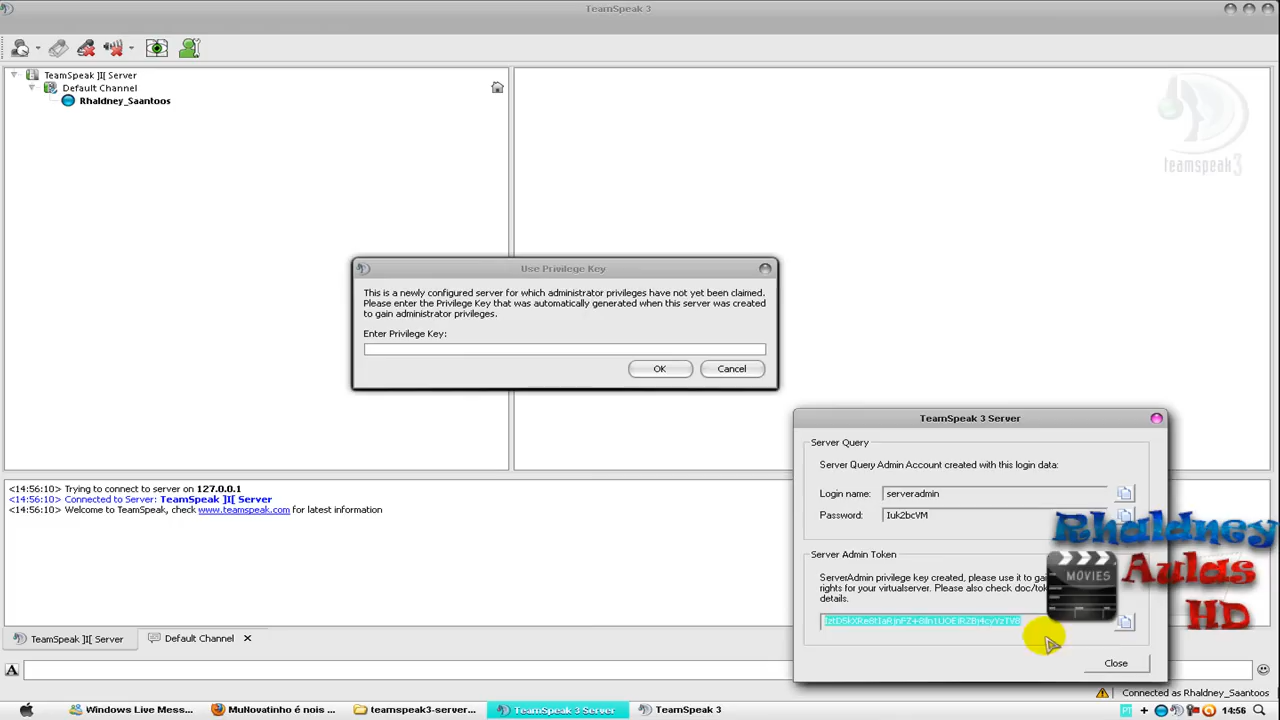 TeamSpeak 3
TeamSpeak ]I[ Server
Default Channel
Rhaldney_Saantoos
teamspeak3
Use Privilege Key
This is a newly configured server for which administrator privileges have not yet been claimed.
Please enter the Privilege Key that was automatically generated when this server was created
to gain administrator privileges.
Enter Privilege Key:
OK
Cancel
TeamSpeak 3 Server
Server Query
Server Query Admin Account created with this login data:
Login name:
serveradmin
Password:
Iuk2bcVM
Server Admin Token
ServerAdmin privilege key created, please use it to
rights for your virtualserver. Please also check
details.
Close
Rhaldney
Aulas
HD
MOVIES
<14:56:10> Trying to connect to server on 127.0.0.1
<14:56:10> Connected to Server: TeamSpeak ]I[ Server
<14:56:10> Welcome to TeamSpeak, check www.teamspeak.com for latest information
TeamSpeak ]I[ Server
Default Channel
A
Connected as Rhaldney_Saantoos
Windows Live Mess...
MuNovatinho é nois ...
teamspeak3-server...
TeamSpeak 3 Server
TeamSpeak 3
PT
14:56